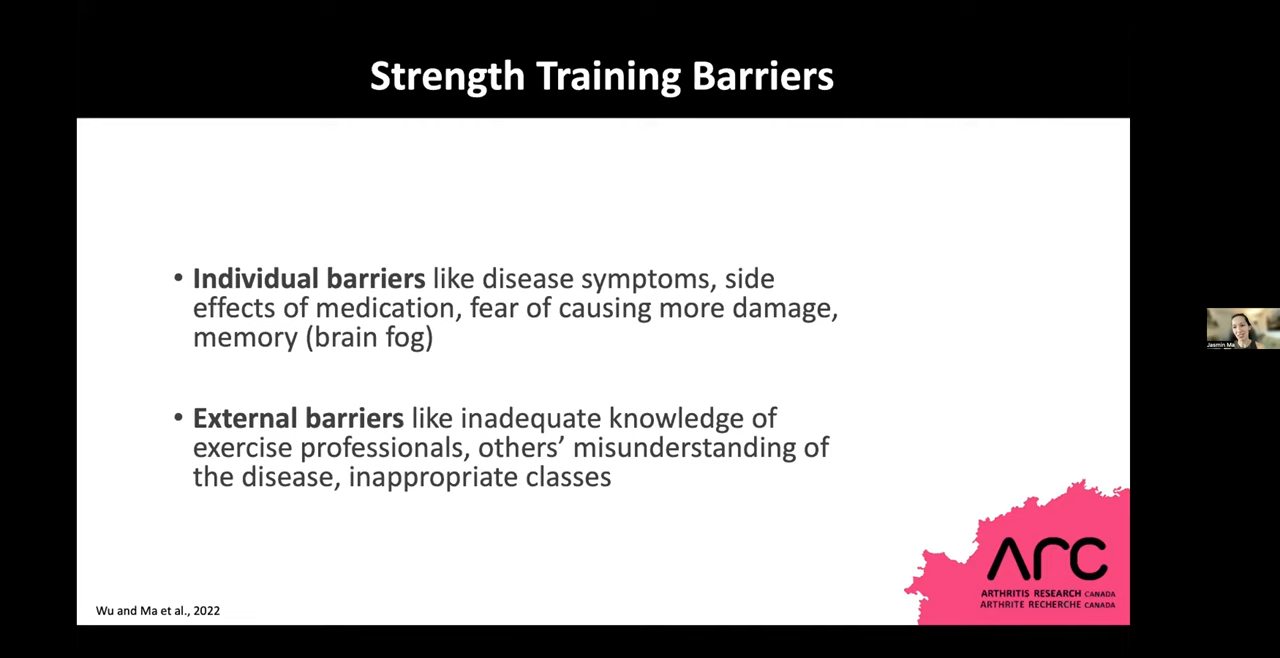 Strength Training Barriers
• Individual barriers like disease symptoms, side
effects of medication, fear of causing more damage,
memory (brain fog)
• External barriers like inadequate knowledge of
exercise professionals, others’ misunderstanding of
the disease, inappropriate classes
Jasmin Ma
arc
ARTHRITIS RESEARCH CANADA
ARTHRITE RECHERCHE CANADA
Wu and Ma et al., 2022